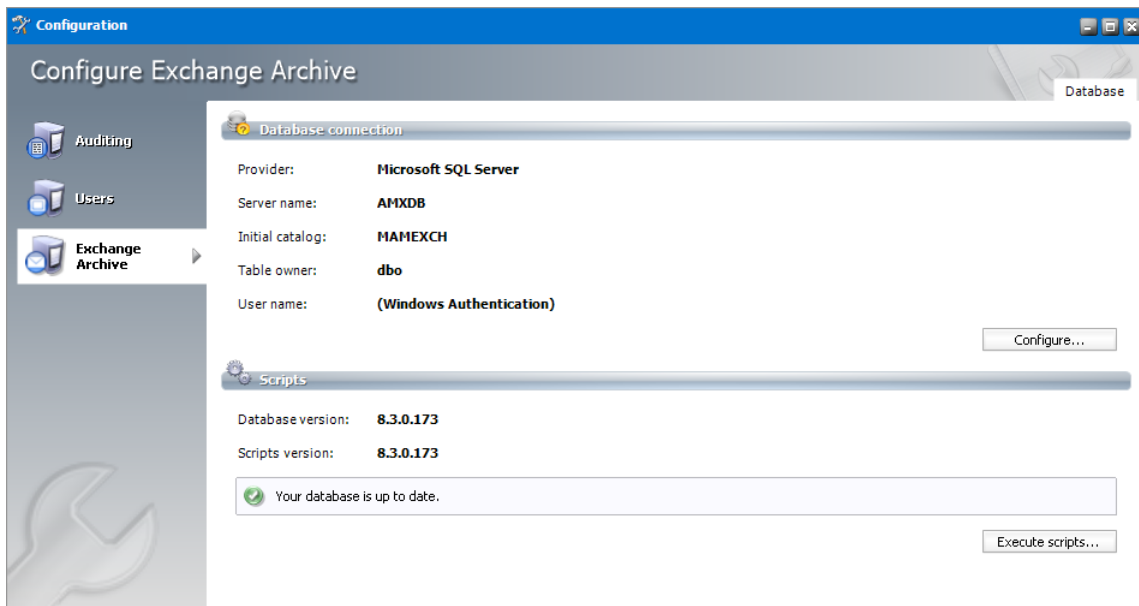 Configuration
Configure Exchange Archive
Database
Auditing
Users
Exchange
Archive
Database connection
Provider: Microsoft SQL Server
Server name: AMXDB
Initial catalog: MAMEXCH
Table owner: dbo
User name: (Windows Authentication)
Configure...
Scripts
Database version: 8.3.0.173
Scripts version: 8.3.0.173
Your database is up to date.
Execute scripts...